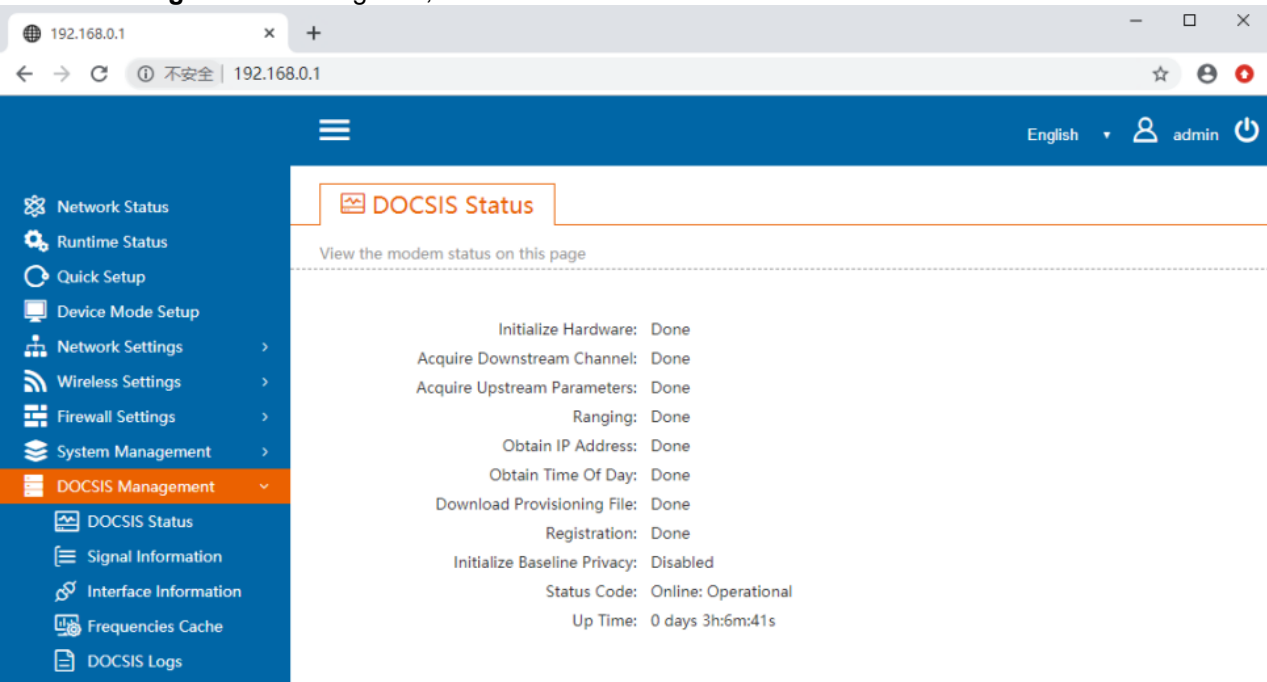 192.168.0.1
不安全 192.168.0.1
English admin
Network Status
Runtime Status
Quick Setup
Device Mode Setup
Network Settings
Wireless Settings
Firewall Settings
System Management
DOCSIS Management
DOCSIS Status
Signal Information
Interface Information
Frequencies Cache
DOCSIS Logs
DOCSIS Status
View the modem status on this page
Initialize Hardware: Done
Acquire Downstream Channel: Done
Acquire Upstream Parameters: Done
Ranging: Done
Obtain IP Address: Done
Obtain Time Of Day: Done
Download Provisioning File: Done
Registration: Done
Initialize Baseline Privacy: Disabled
Status Code: Online: Operational
Up Time: 0 days 3h:6m:41s